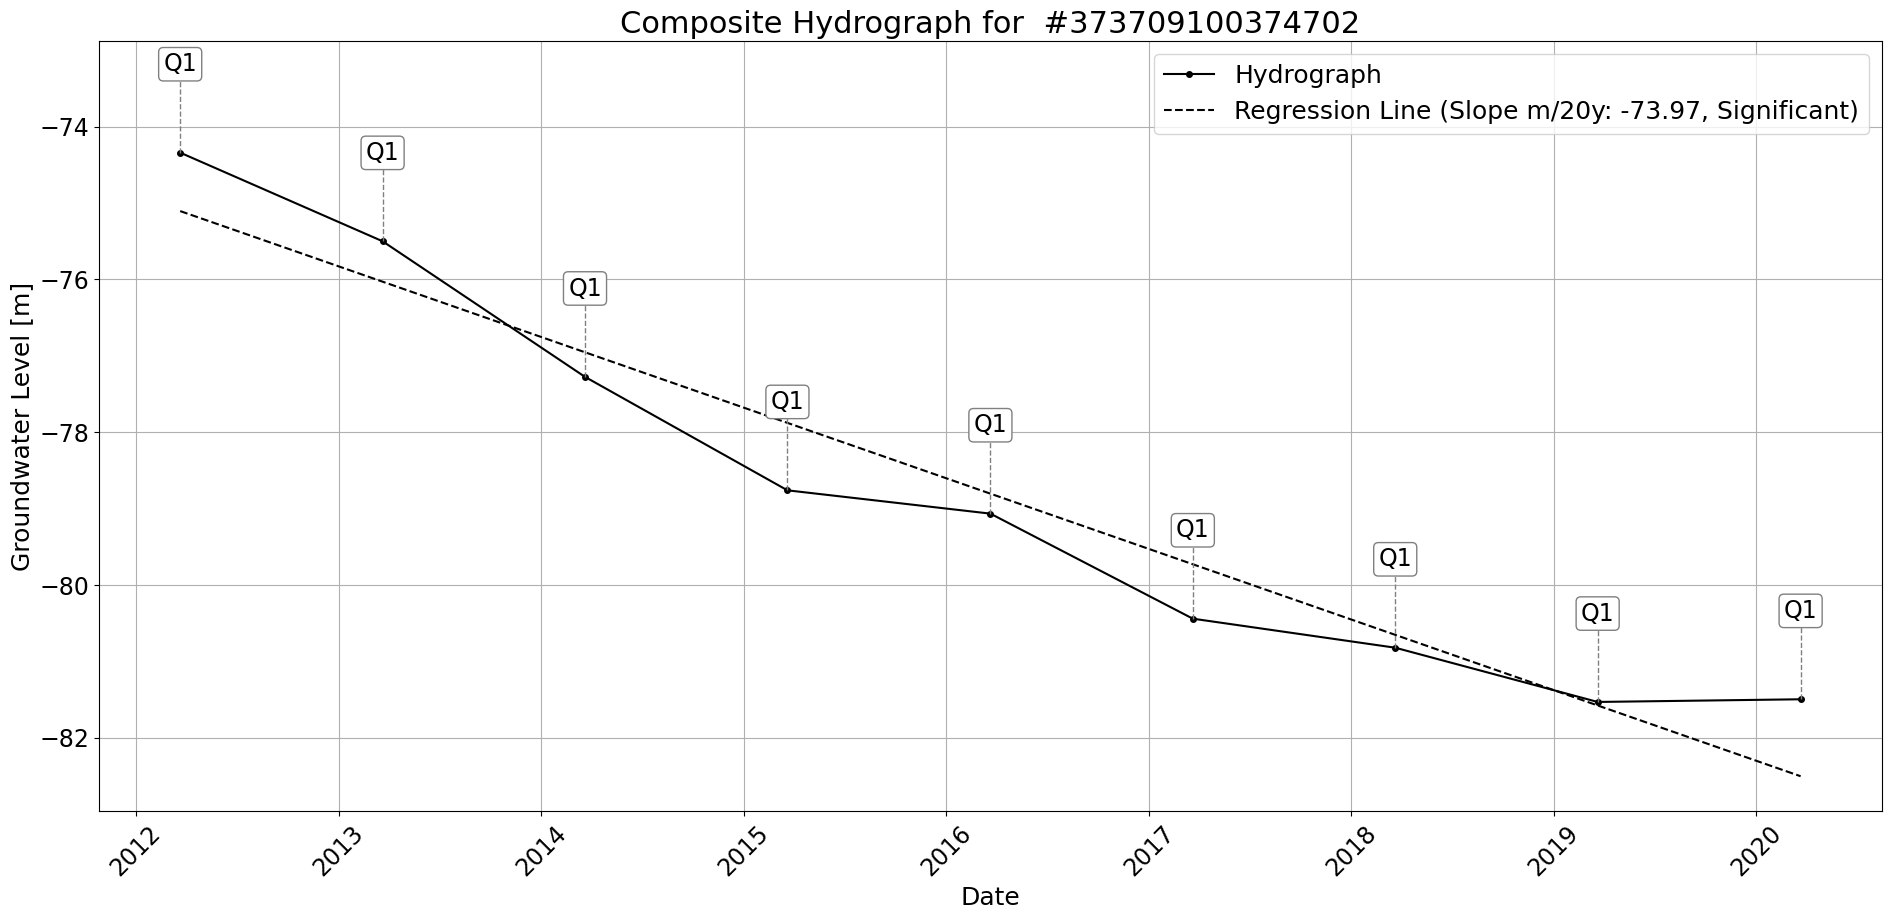 Composite Hydrograph for  #373709100374702
Hydrograph
Regression Line (Slope m/20y: -73.97, Significant)
Q1
Q1
Q1
Q1
Q1
Q1
Q1
Q1
Q1
Groundwater Level [m]
−74
−76
−78
−80
−82
2012
2013
2014
2015
2016
2017
2018
2019
2020
Date